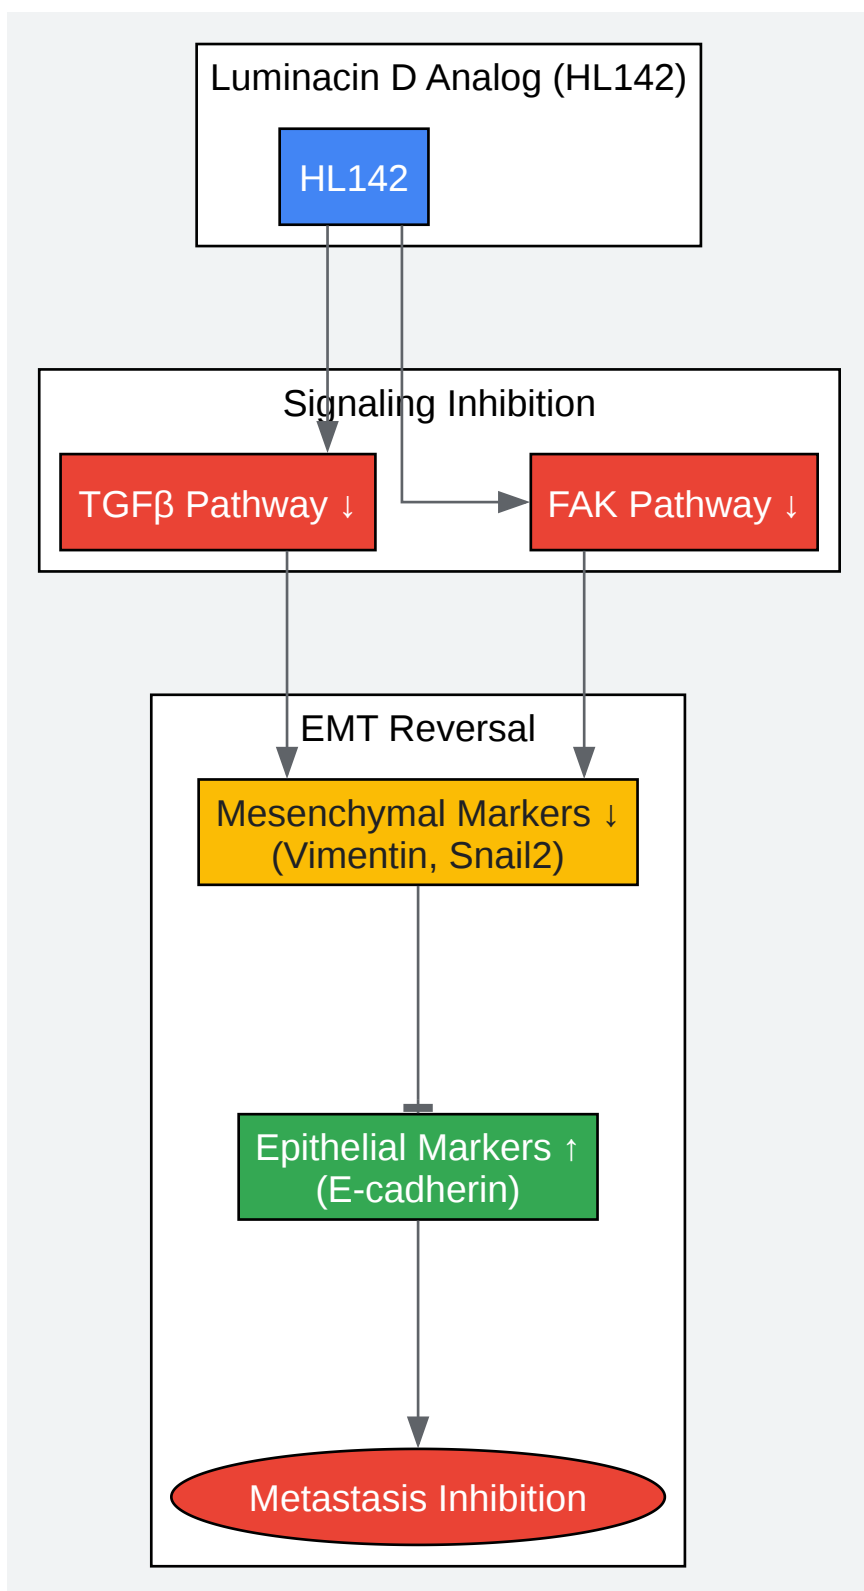 Luminacin D Analog (HL142)
HL142
Signaling Inhibition
TGFβ Pathway ↓
FAK Pathway ↓
EMT Reversal
Mesenchymal Markers ↓
(Vimentin, Snail2)
Epithelial Markers ↑
(E-cadherin)
Metastasis Inhibition